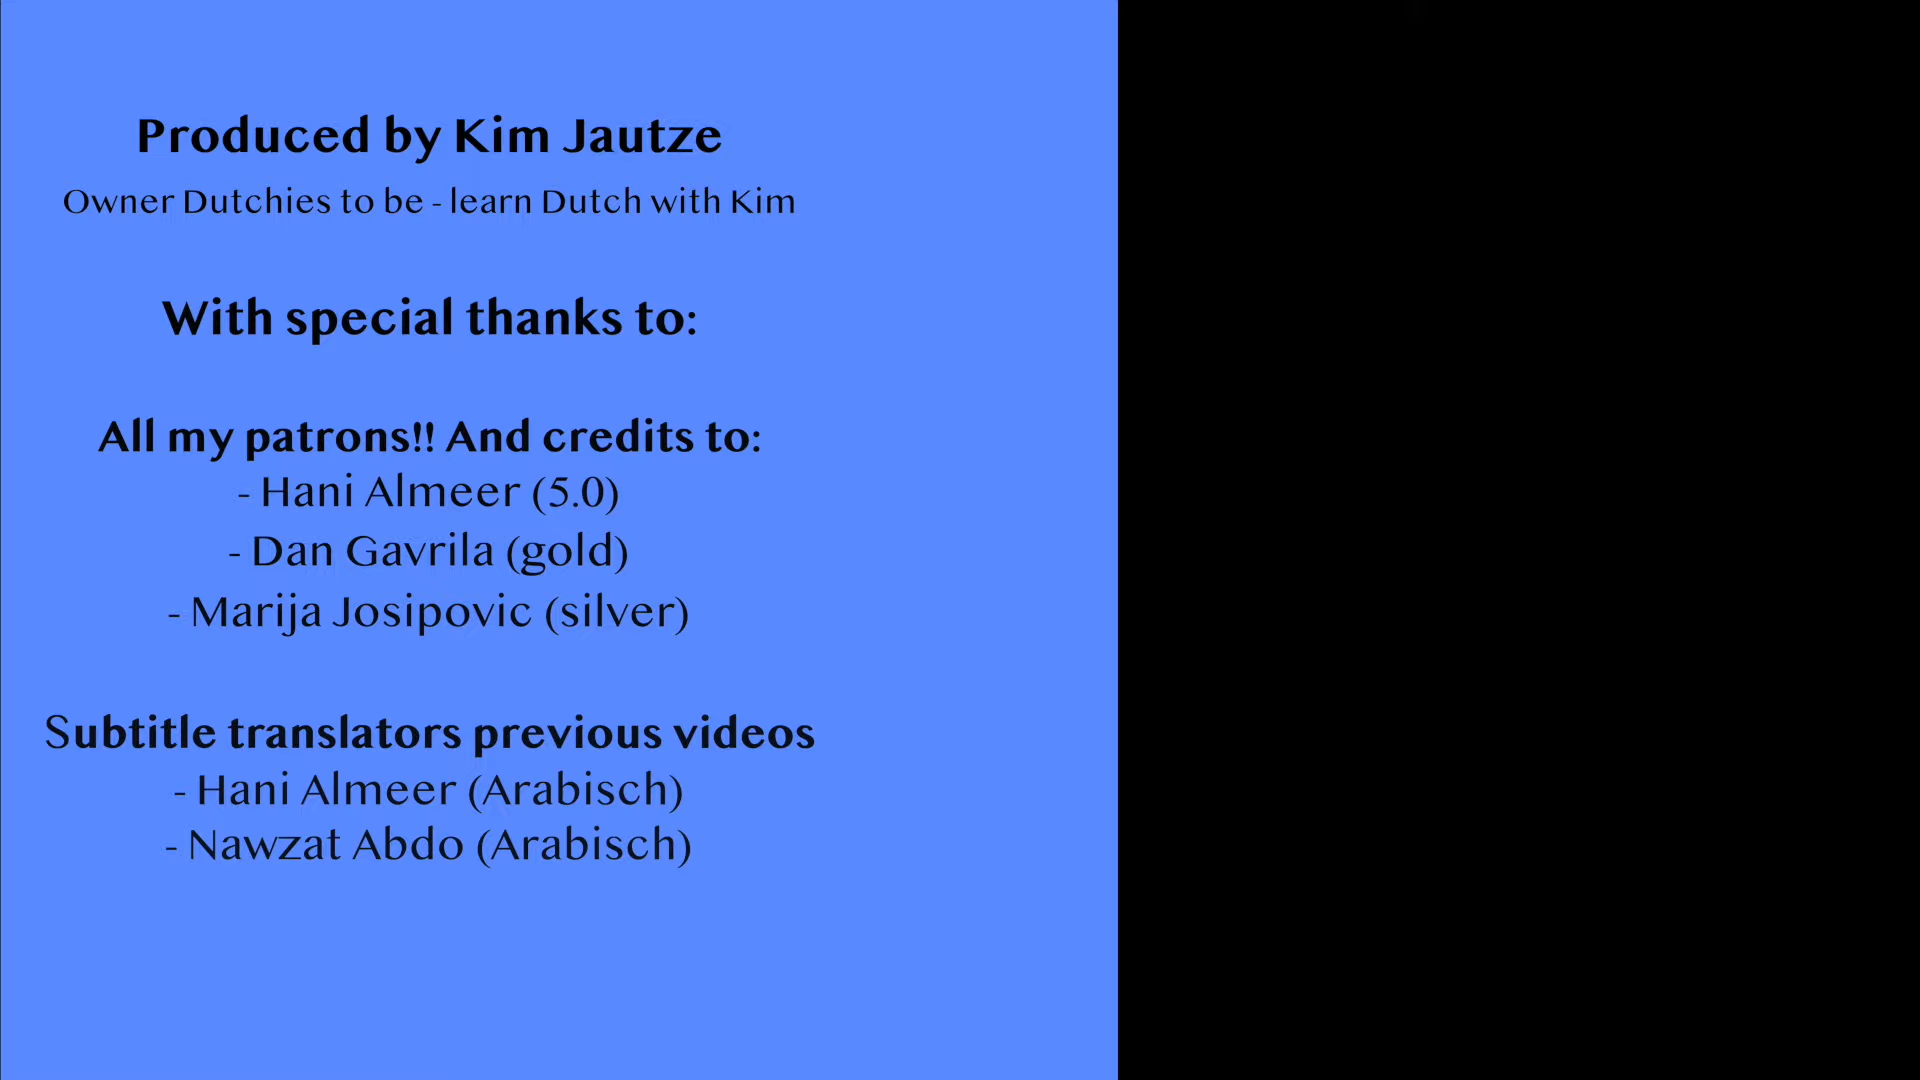 Produced by Kim Jautze
Owner Dutchies to be - learn Dutch with Kim
With special thanks to:
All my patrons!! And credits to:
- Hani Almeer (5.0)
- Dan Gavrila (gold)
- Marija Josipovic (silver)
Subtitle translators previous videos
- Hani Almeer (Arabisch)
- Nawzat Abdo (Arabisch)